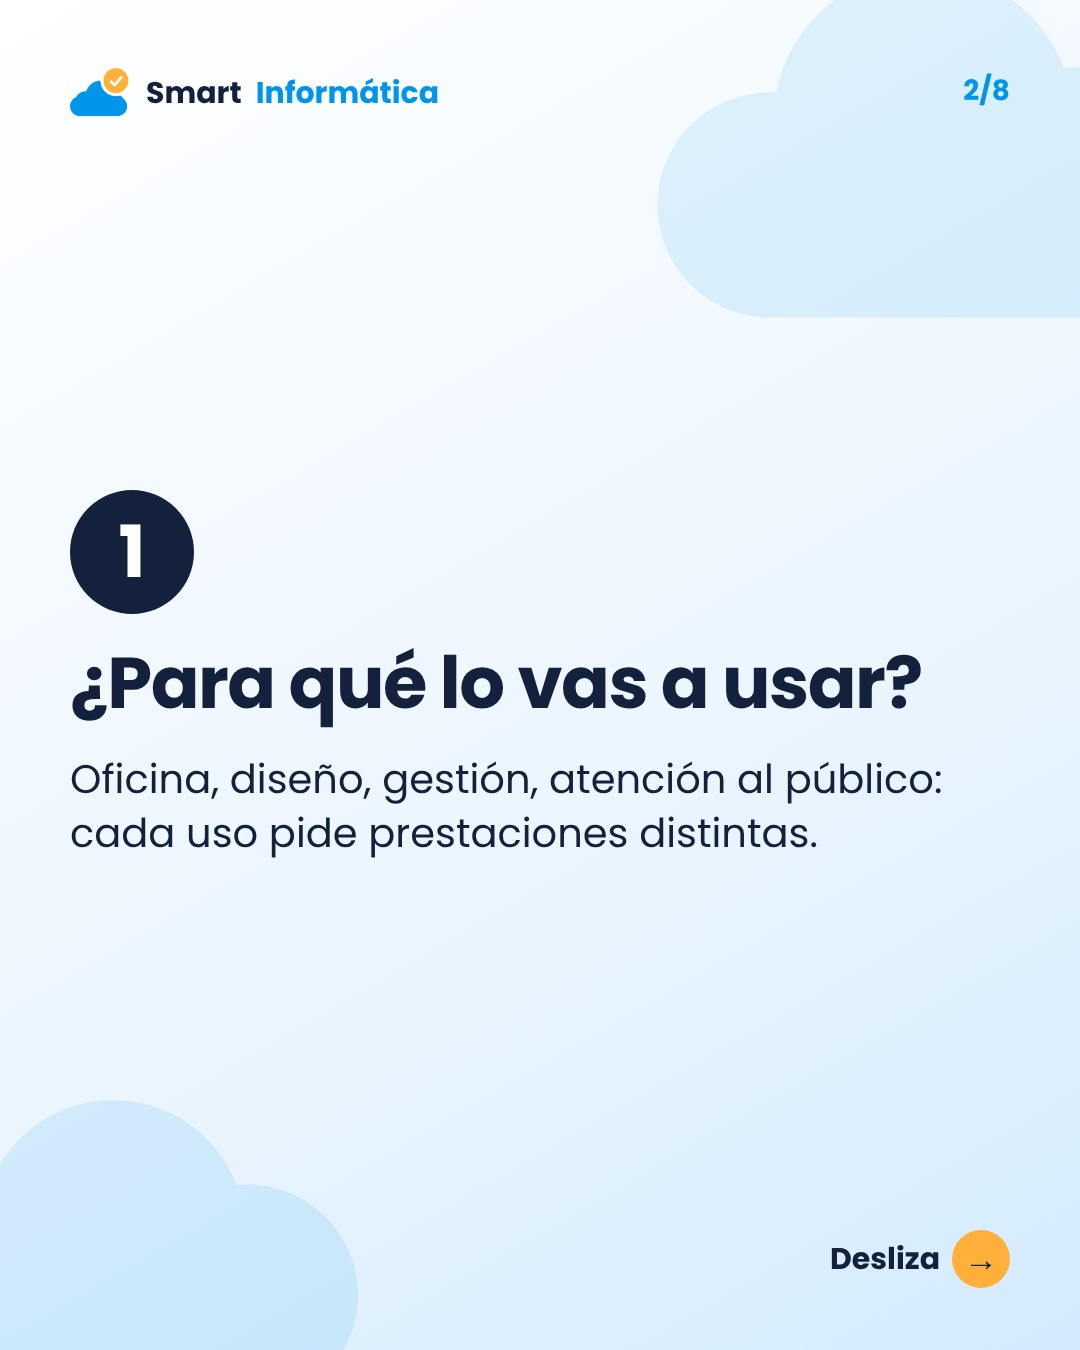 Smart Informática
2/8
1
¿Para qué lo vas a usar?
Oficina, diseño, gestión, atención al público:
cada uso pide prestaciones distintas.
Desliza →